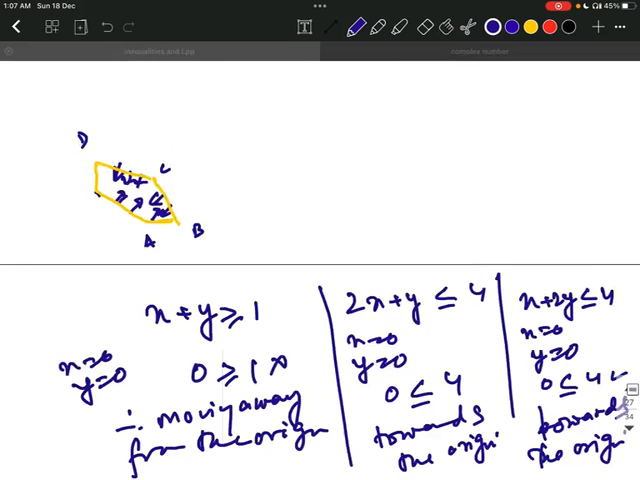 1:07 AM Sun 18 Dec
45%
inequalities and Lpp
complex number
D
C
A
B
x + y ≥ 1
x=0
y=0
0 ≥ 1 ×
∴ moving away
from the origin
2x+y ≤ 4
x=0
y=0
0 ≤ 4
towards
the origin
x+2y ≤ 4
x=0
y=0
0 ≤ 4 ✓
towards
the origin
27
34